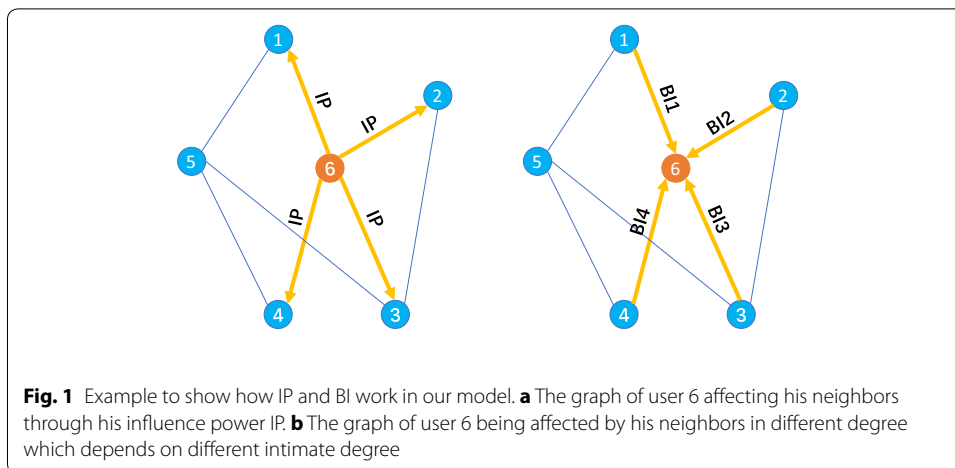 1
1
2
2
IP
IP
BI1
BI2
5
6
5
6
IP
IP
BI4
BI3
4
3
4
3
Fig. 1 Example to show how IP and BI work in our model. a The graph of user 6 affecting his neighbors
through his influence power IP. b The graph of user 6 being affected by his neighbors in different degree
which depends on different intimate degree